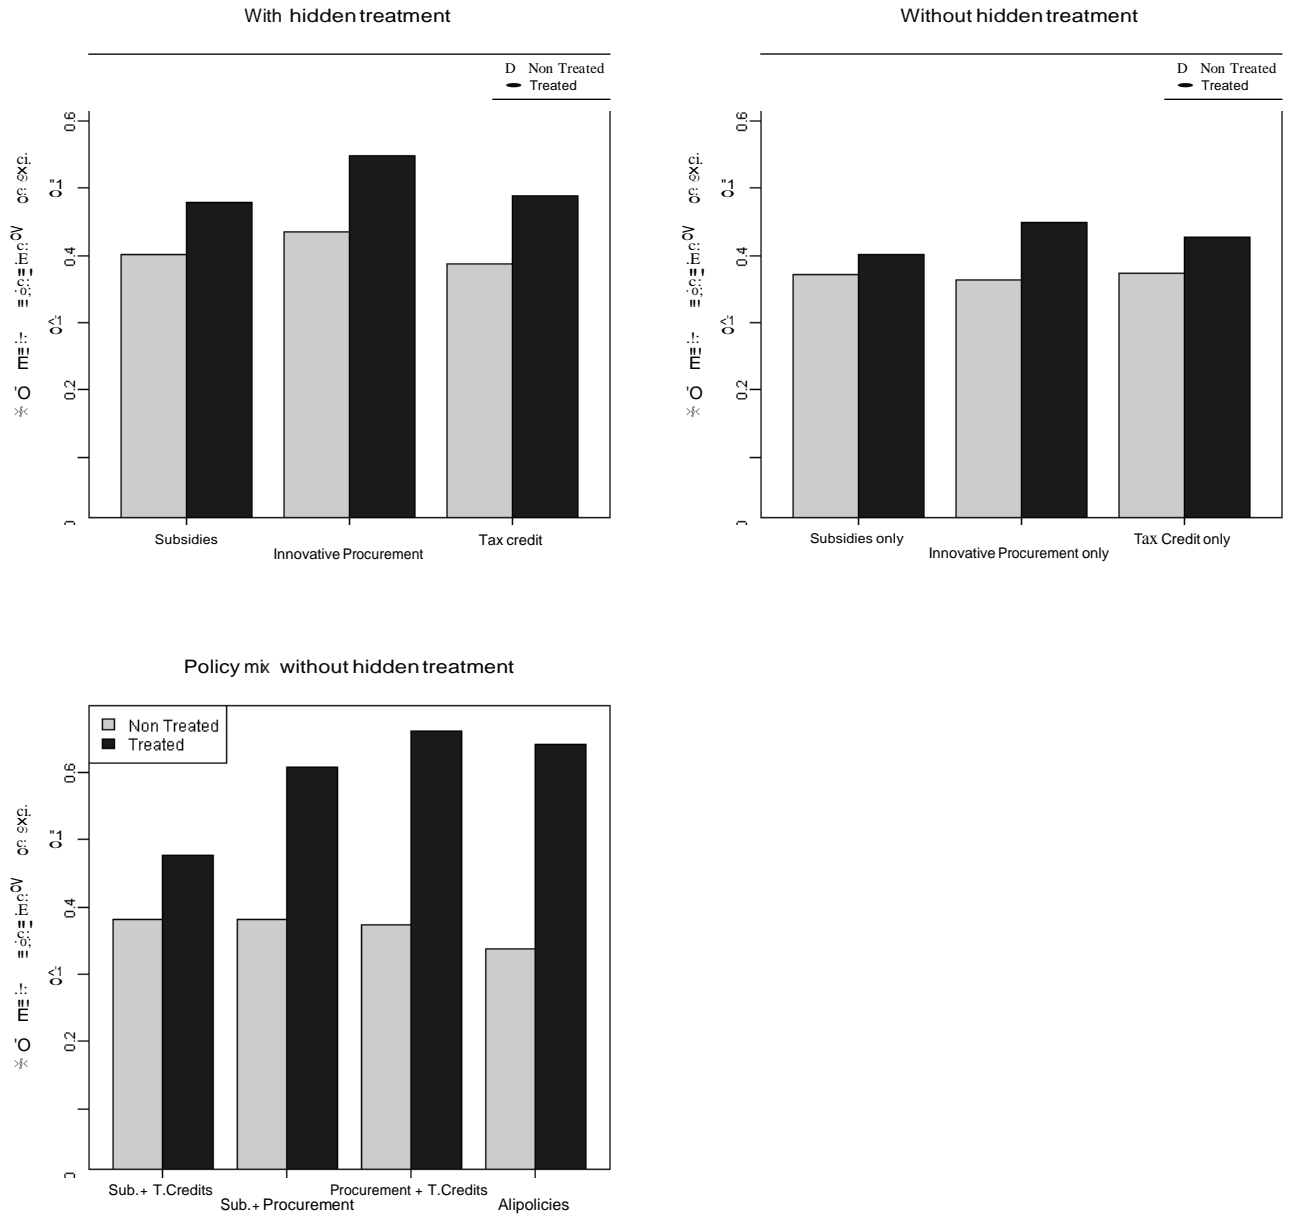 With hidden treatment
D Non Treated
Treated
0.6
0.4
0.2
Subsidies
Innovative Procurement
Tax credit
Without hidden treatment
D Non Treated
Treated
0.6
0.4
0.2
Subsidies only
Innovative Procurement only
Tax Credit only
Policy mix without hidden treatment
Non Treated
Treated
0.6
0.4
0.2
Sub.+ T.Credits
Sub.+ Procurement
Procurement + T.Credits
Alipolicies